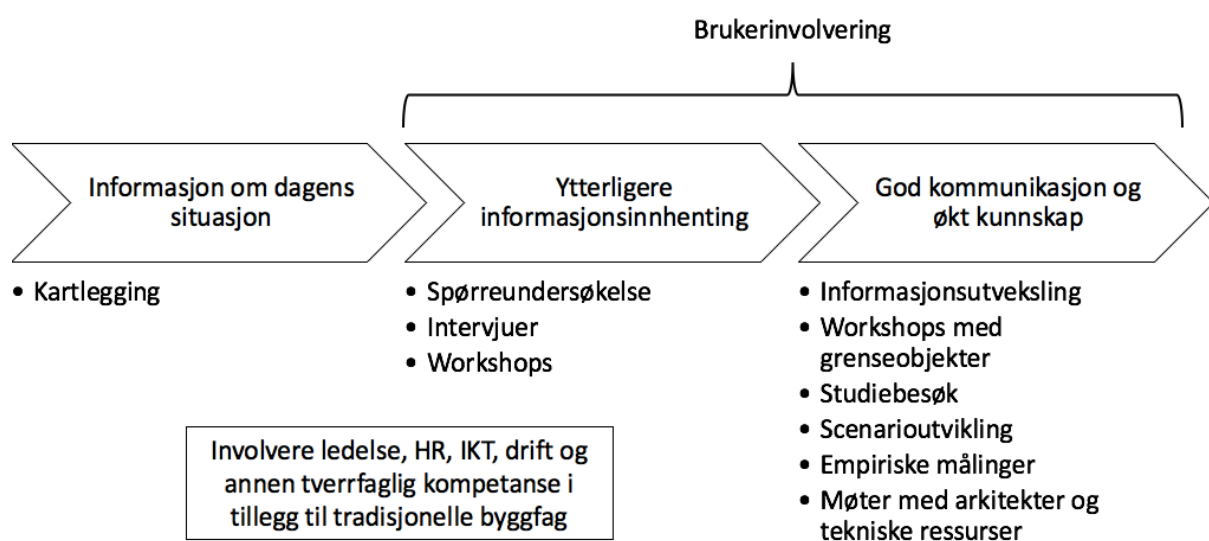 Brukerinvolvering
Informasjon om dagens
situasjon
• Kartlegging
Ytterligere
informasjonsinnhenting
• Spørreundersøkelse
• Intervjuer
• Workshops
God kommunikasjon og
økt kunnskap
• Informasjonsutveksling
• Workshops med
grenseobjekter
• Studiebesøk
• Scenarioutvikling
• Empiriske målinger
• Møter med arkitekter og
tekniske ressurser
Involvere ledelse, HR, IKT, drift og
annen tverrfaglig kompetanse i
tillegg til tradisjonelle byggfag